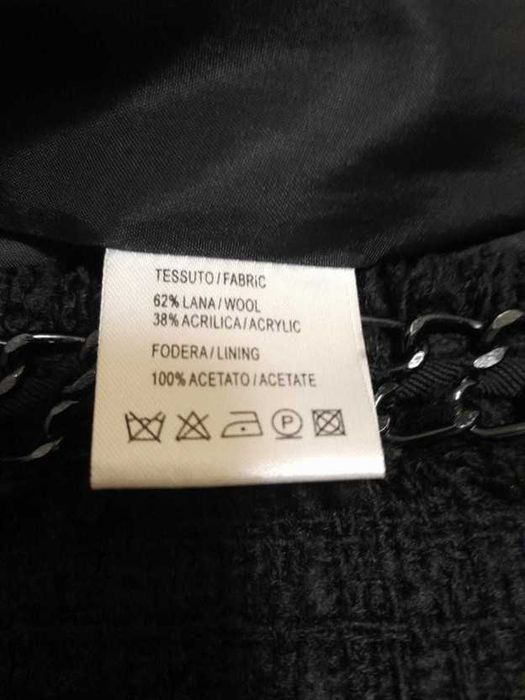 TESSUTO/FABRIC
62% LANA/WOOL
38% ACRILICA/ACRYLIC
FODERA/LINING
100% ACETATO/ACETATE
P